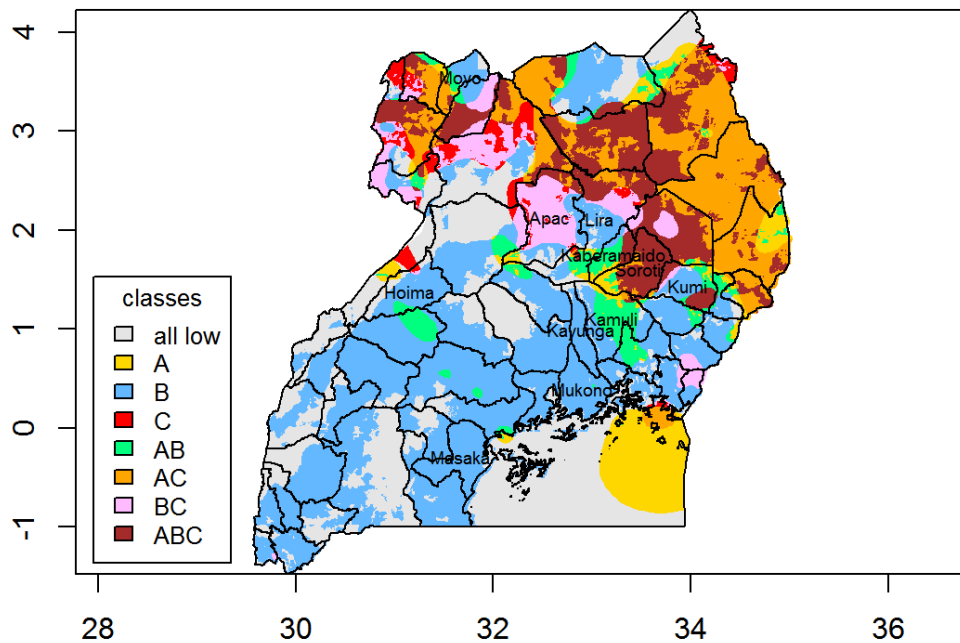 4
3
2
1
0
-1
28
30
32
34
36
classes
all low
A
B
C
AB
AC
BC
ABC
Moyo
Apac
Lira
Kaberamaido
Soroti
Kumi
Hoima
Kamuli
Kayunga
Mukono
Masaka